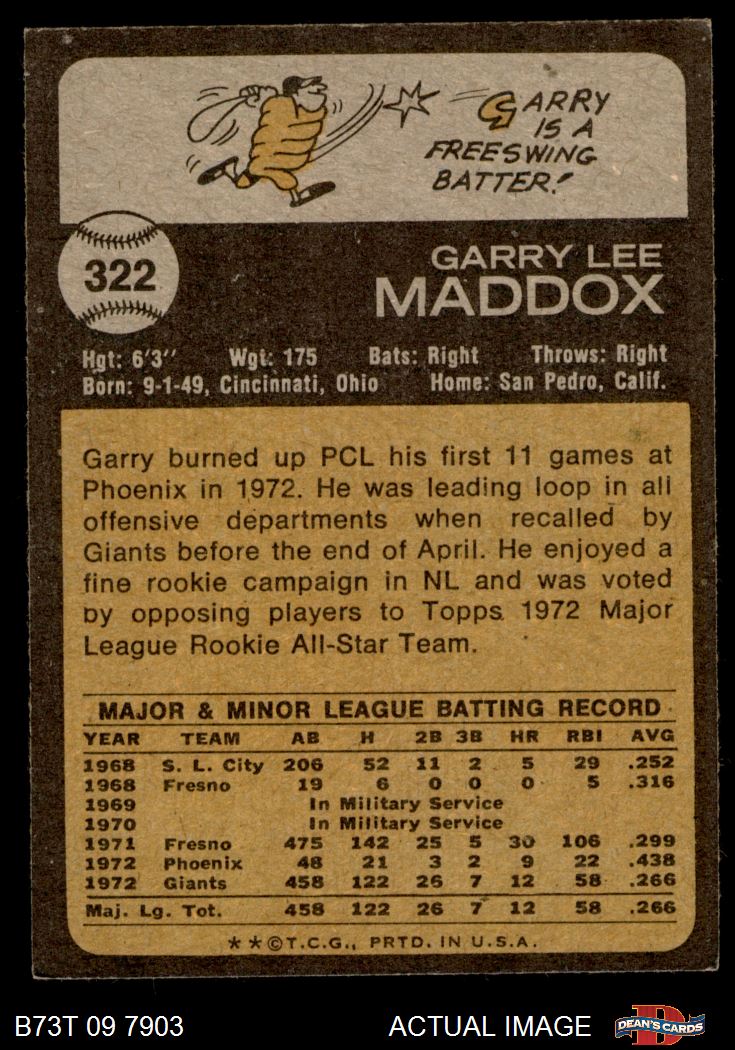 GARRY
IS A
FREESWING
BATTER!
322
GARRY LEE
MADDOX
Hgt: 6'3'' Wgt: 175 Bats: Right Throws: Right
Born: 9-1-49, Cincinnati, Ohio Home: San Pedro, Calif.
Garry burned up PCL his first 11 games at
Phoenix in 1972. He was leading loop in all
offensive departments when recalled by
Giants before the end of April. He enjoyed a
fine rookie campaign in NL and was voted
by opposing players to Topps 1972 Major
League Rookie All-Star Team.
MAJOR & MINOR LEAGUE BATTING RECORD
YEAR TEAM AB H 2B 3B HR RBI AVG
1968 S. L. City 206 52 11 2 5 29 .252
1968 Fresno 19 6 0 0 0 5 .316
1969 In Military Service
1970 In Military Service
1971 Fresno 475 142 25 5 30 106 .299
1972 Phoenix 48 21 3 2 9 22 .438
1972 Giants 458 122 26 7 12 58 .266
Maj. Lg. Tot. 458 122 26 7 12 58 .266
**©T.C.G., PRTD. IN U.S.A.
B73T 09 7903 ACTUAL IMAGE D DEAN'S CARDS